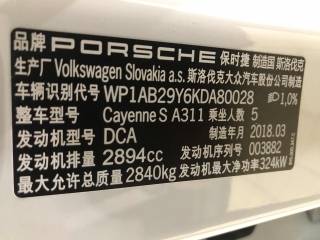 品牌 PORSCHE 保时捷 制造国 斯洛伐克
生产厂 Volkswagen Slovakia a.s. 斯洛伐克大众汽车股份公司制造
车辆识别代号 WP1AB29Y6KDA80028 1,0%
整车型号 Cayenne S A311 乘坐人数 5
发动机型号 DCA 制造年月 2018.03
发动机排量 2894cc 发动机号 003882
最大允许总质量 2840kg 发动机最大净功率 324kW